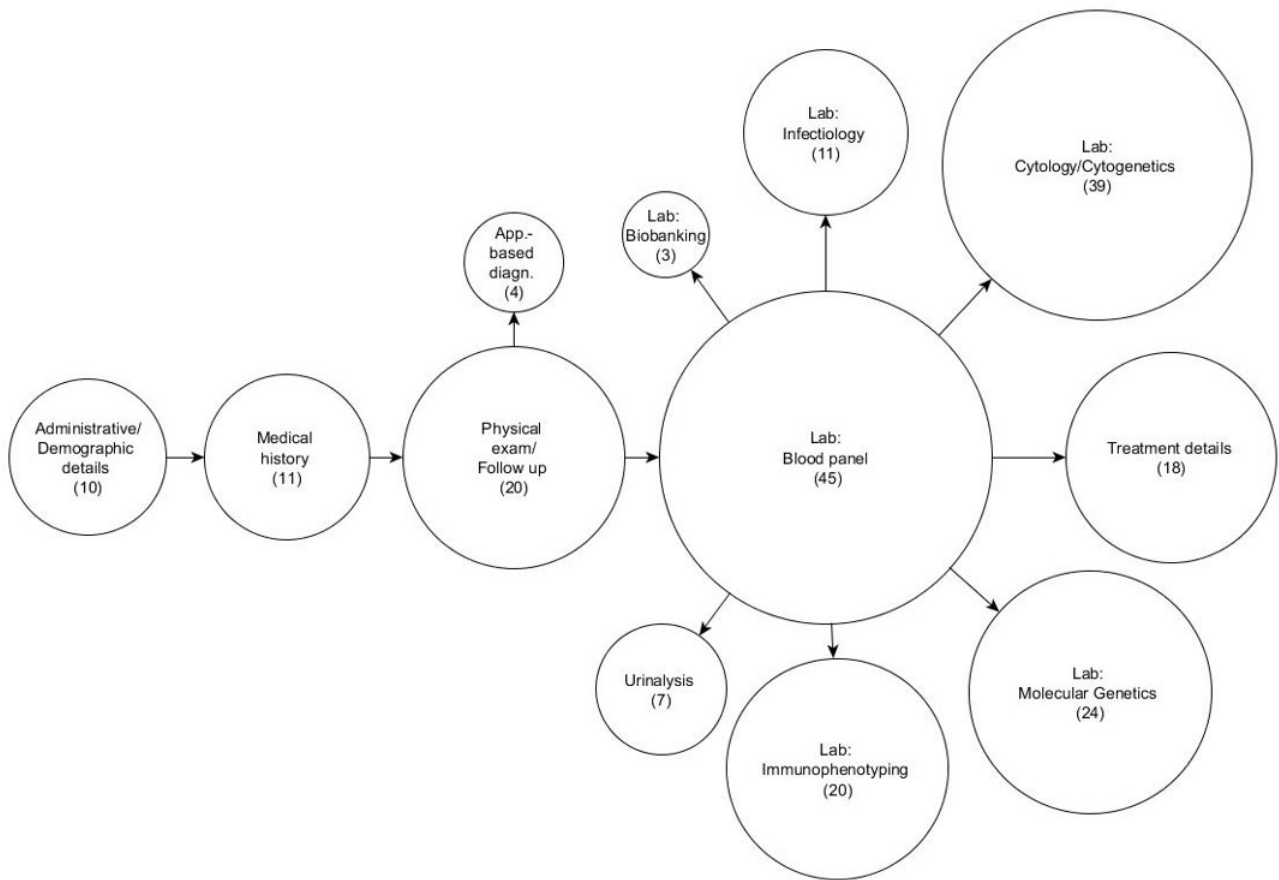 Administrative/
Demographic
details
(10)
Medical
history
(11)
Physical
exam/
Follow up
(20)
App.-
based
diagn.
(4)
Lab:
Blood panel
(45)
Lab:
Biobanking
(3)
Lab:
Infectiology
(11)
Lab:
Cytology/Cytogenetics
(39)
Treatment details
(18)
Lab:
Molecular Genetics
(24)
Lab:
Immunophenotyping
(20)
Urinalysis
(7)